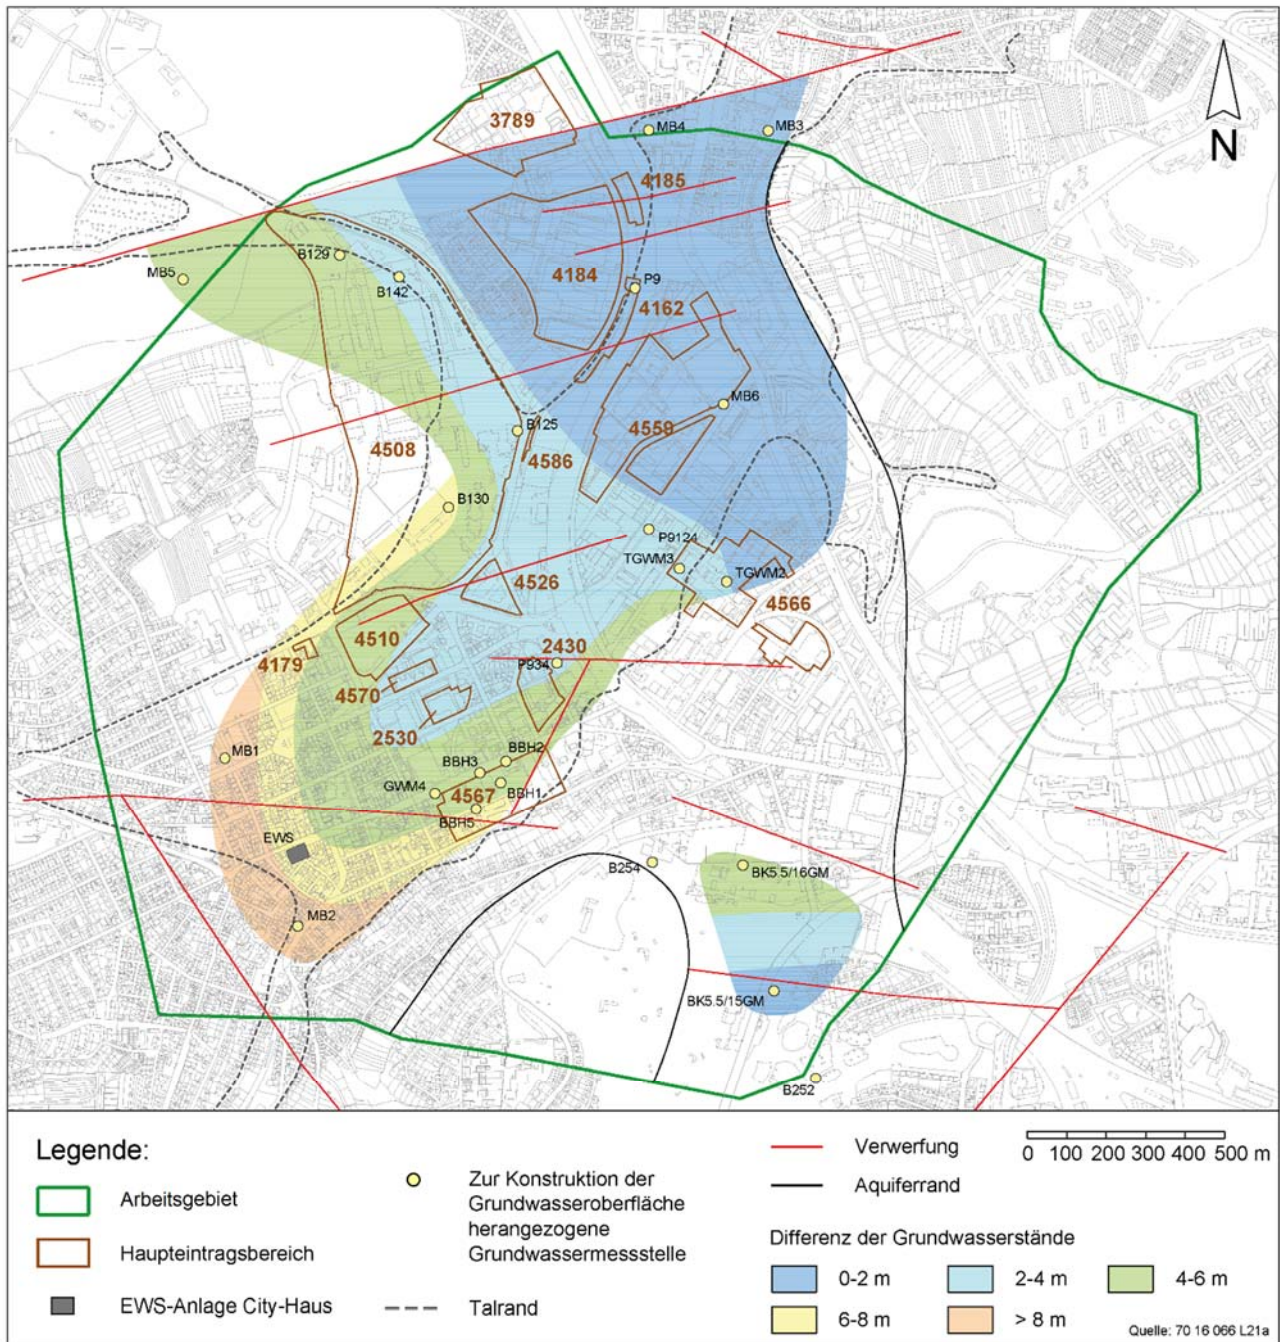 3789
MB4
MB3
N
4185
MB5
B129
B142
4184
P9
4162
MB6
B125
4508
4586
4559
B130
P9124
TGWM3
TGWM2
4526
4566
4510
4179
2430
P934
4570
2530
MB1
BBH2
BBH3
GWM4
4567
BBH1
BBH5
EWS
B254
BK5.5/16GM
MB2
BK5.5/15GM
B252
Legende:
Arbeitsgebiet
Haupteintragsbereich
EWS-Anlage City-Haus
Zur Konstruktion der
Grundwasseroberfläche
herangezogene
Grundwassermessstelle
Talrand
Verwerfung
Aquiferrand
0 100 200 300 400 500 m
Differenz der Grundwasserstände
0-2 m
2-4 m
4-6 m
6-8 m
> 8 m
Quelle: 70 16 066 L21a